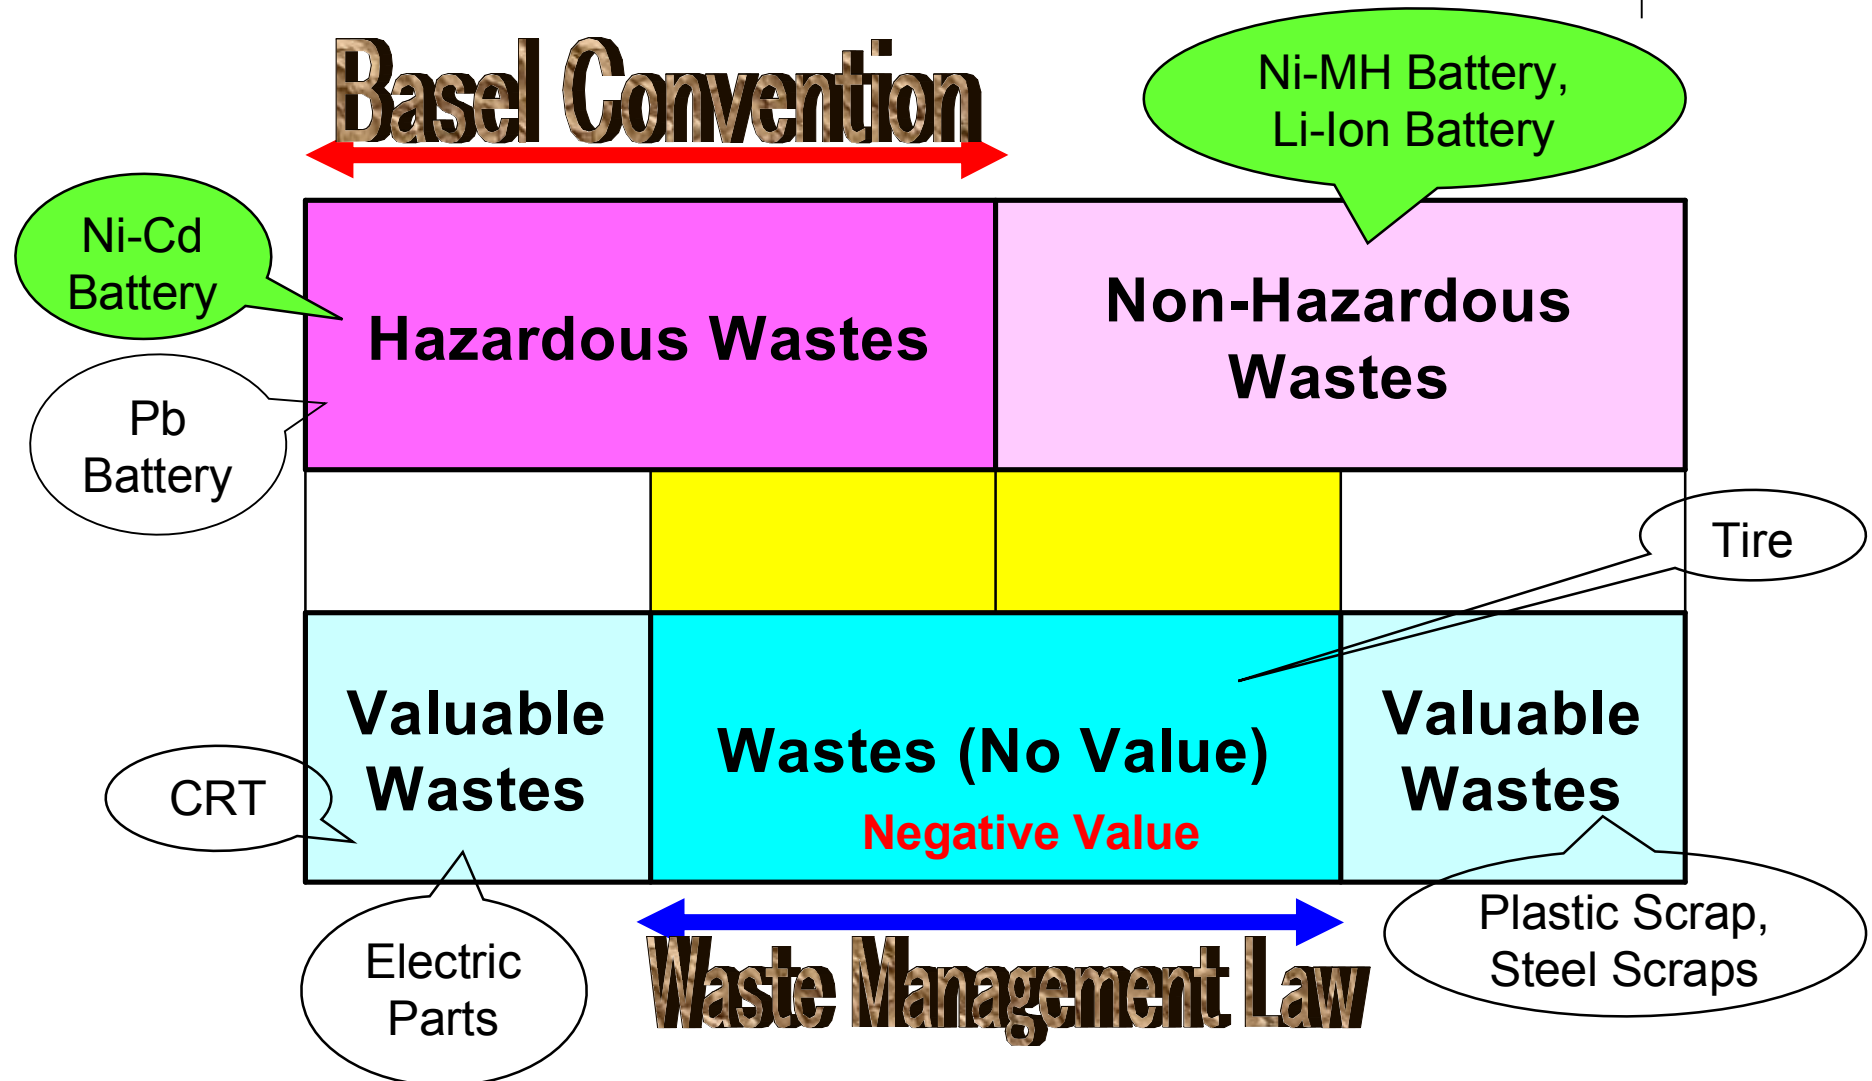 Basel Convention
Ni-MH Battery,
Li-Ion Battery
Ni-Cd
Battery
Hazardous Wastes
Non-Hazardous
Wastes
Pb
Battery
Tire
Valuable
Wastes
Wastes (No Value)
Negative Value
Valuable
Wastes
CRT
Electric
Parts
Plastic Scrap,
Steel Scraps
Waste Management Law